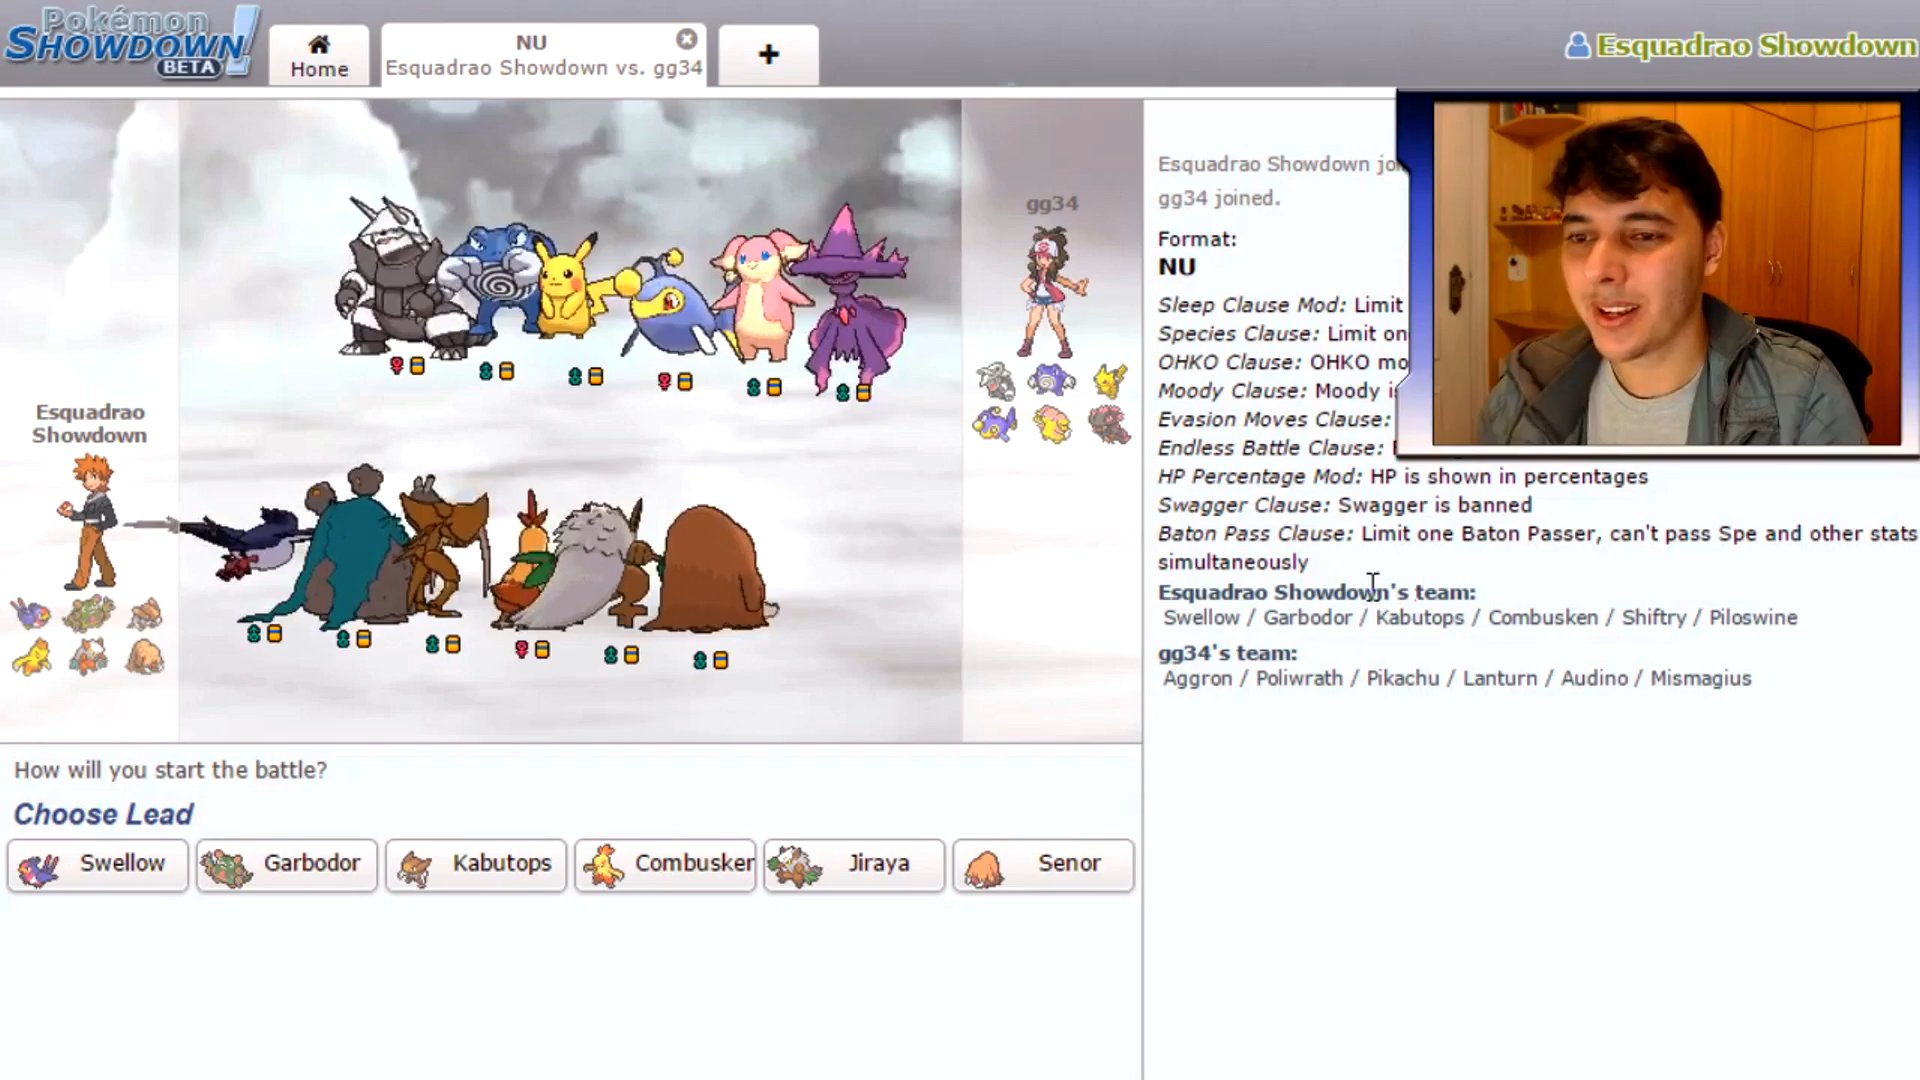 Pokémon
SHOWDOWN!
BETA
Home
NU
Esquadrao Showdown vs. gg34
+
Esquadrao Showdown
gg34
Esquadrao
Showdown
Esquadrao Showdown joi
gg34 joined.
Format:
NU
Sleep Clause Mod: Limit
Species Clause: Limit one
OHKO Clause: OHKO mo
Moody Clause: Moody is
Evasion Moves Clause:
Endless Battle Clause:
HP Percentage Mod: HP is shown in percentages
Swagger Clause: Swagger is banned
Baton Pass Clause: Limit one Baton Passer, can't pass Spe and other stats
simultaneously
Esquadrao Showdown's team:
Swellow / Garbodor / Kabutops / Combusken / Shiftry / Piloswine
gg34's team:
Aggron / Poliwrath / Pikachu / Lanturn / Audino / Mismagius
How will you start the battle?
Choose Lead
Swellow
Garbodor
Kabutops
Combusken
Jiraya
Senor